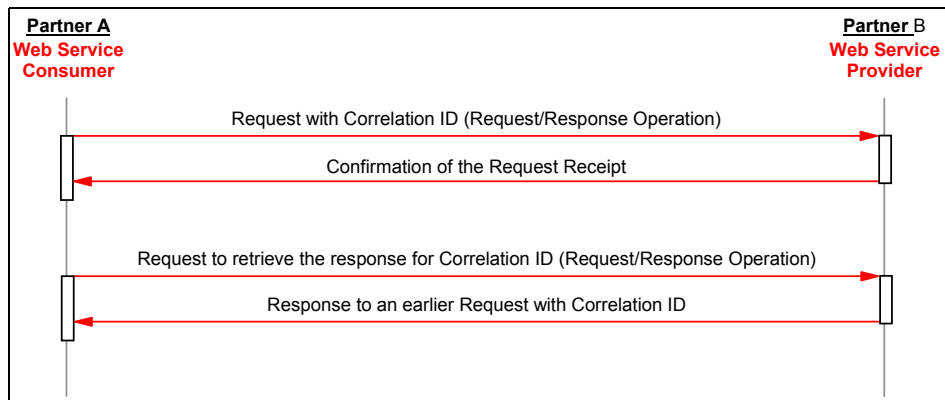 Partner A
Web Service
Consumer
Partner B
Web Service
Provider
Request with Correlation ID (Request/Response Operation)
Confirmation of the Request Receipt
Request to retrieve the response for Correlation ID (Request/Response Operation)
Response to an earlier Request with Correlation ID